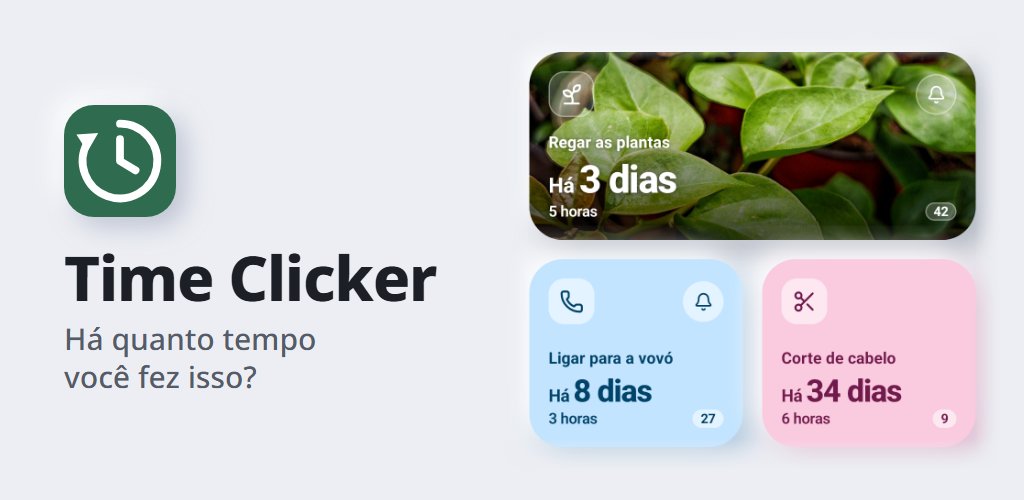 Time Clicker
Há quanto tempo
você fez isso?
Regar as plantas
Há 3 dias
5 horas
42
Ligar para a vovó
Há 8 dias
3 horas
27
Corte de cabelo
Há 34 dias
6 horas
9